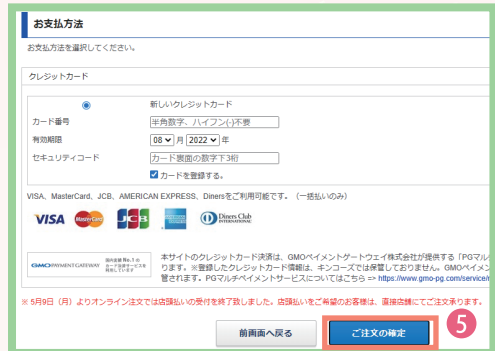 お支払方法
お支払方法を選択してください。
クレジットカード
新しいクレジットカード
カード番号 半角数字、ハイフン(-)不要
有効期限 08 月 2022 年
セキュリティコード カード裏面の数字下3桁
カードを登録する。
VISA、MasterCard、JCB、AMERICAN EXPRESS、Dinersをご利用可能です。（一括払いのみ）
VISA MasterCard JCB Diners Club INTERNATIONAL
GMO PAYMENT GATEWAY
本サイトのクレジットカード決済は、GMOペイメントゲートウェイ株式会社が提供する「PGマル
ります。※登録したクレジットカード情報は、キンコーズでは保管しておりません。GMOペイメン
管されます。PGマルチペイメントサービスについてはこちら => https://www.gmo-pg.com/service/
※ 5月9日（月）よりオンライン注文では店頭払いの受付を終了致しました。店頭払いをご希望のお客様は、直接店舗にてご注文承ります。
前画面へ戻る ご注文の確定 5